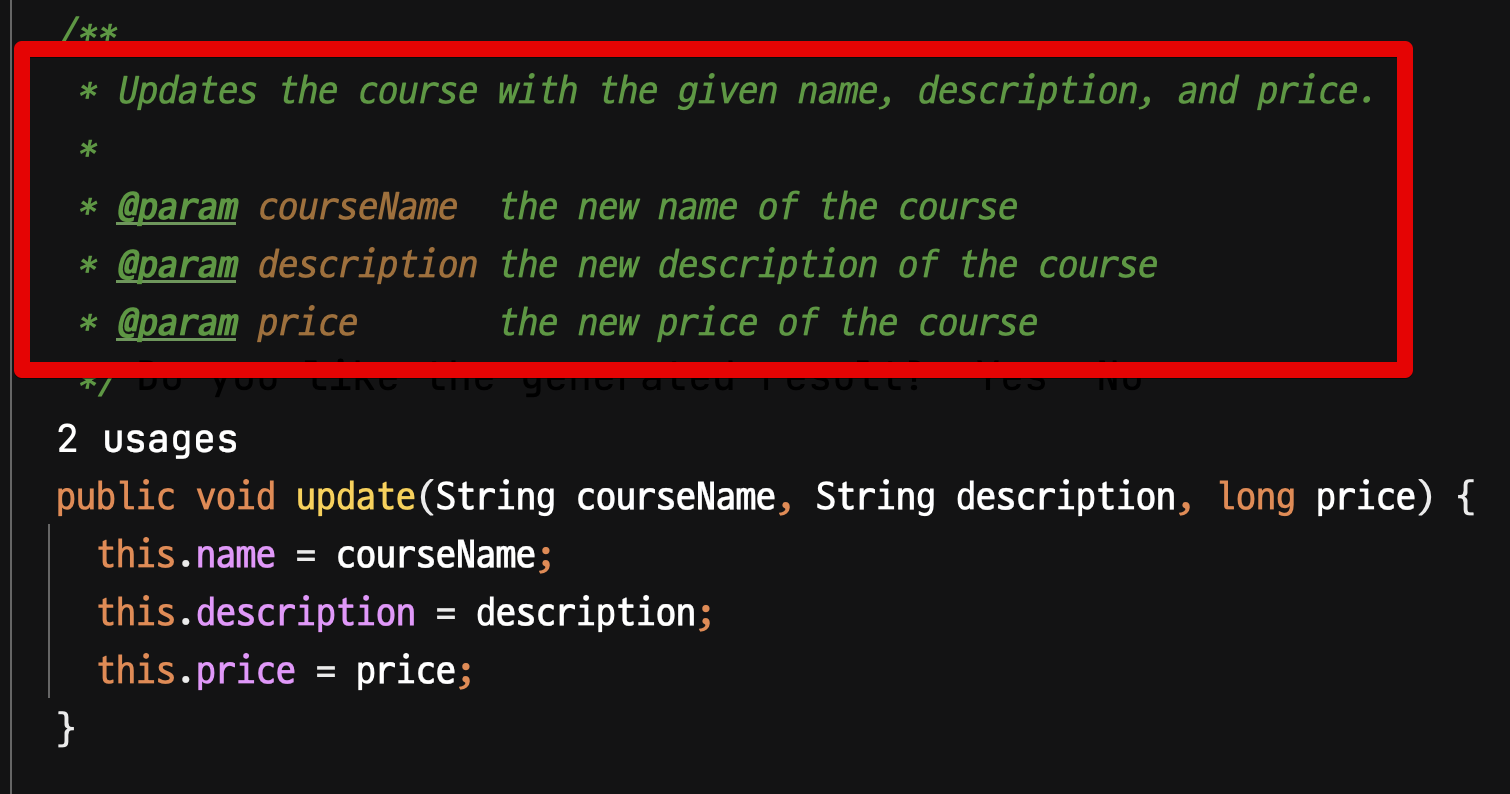 /**
* Updates the course with the given name, description, and price.
*
* @param courseName  the new name of the course
* @param description the new description of the course
* @param price       the new price of the course
*/ Do you like the generated result?  Yes  No
2 usages
public void update(String courseName, String description, long price) {
  this.name = courseName;
  this.description = description;
  this.price = price;
}